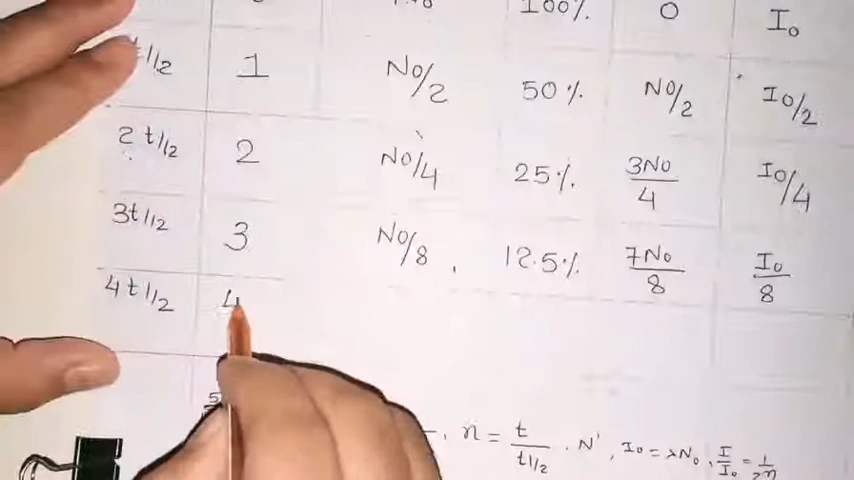 100% 0 I₀
t1/2 1 N₀/2 50% N₀/2 I₀/2
2 t1/2 2 N₀/4 25% 3N₀/4 I₀/4
3t1/2 3 N₀/8 12.5% 7N₀/8 I₀/8
4 t1/2 4
n = t/t1/2 . N' , I₀ = λN₀ , I/I₀ = 1/2ⁿ